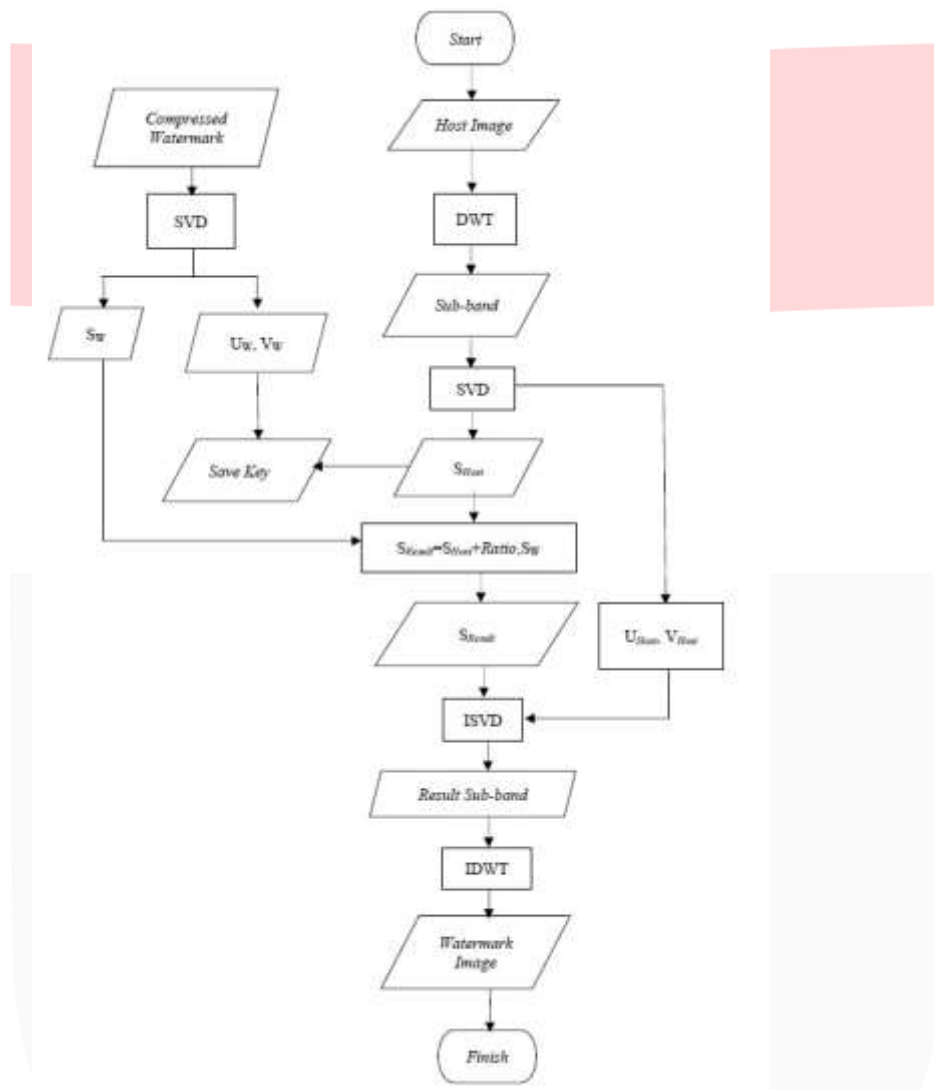 Start
Compressed
Watermark
Host Image
SVD
DWT
Sub-band
SW
UW, VW
SVD
Save Key
SHost
SResult=SHost+Ratio.SW
SResult
UHost, VHost
ISVD
Result Sub-band
IDWT
Watermark
Image
Finish